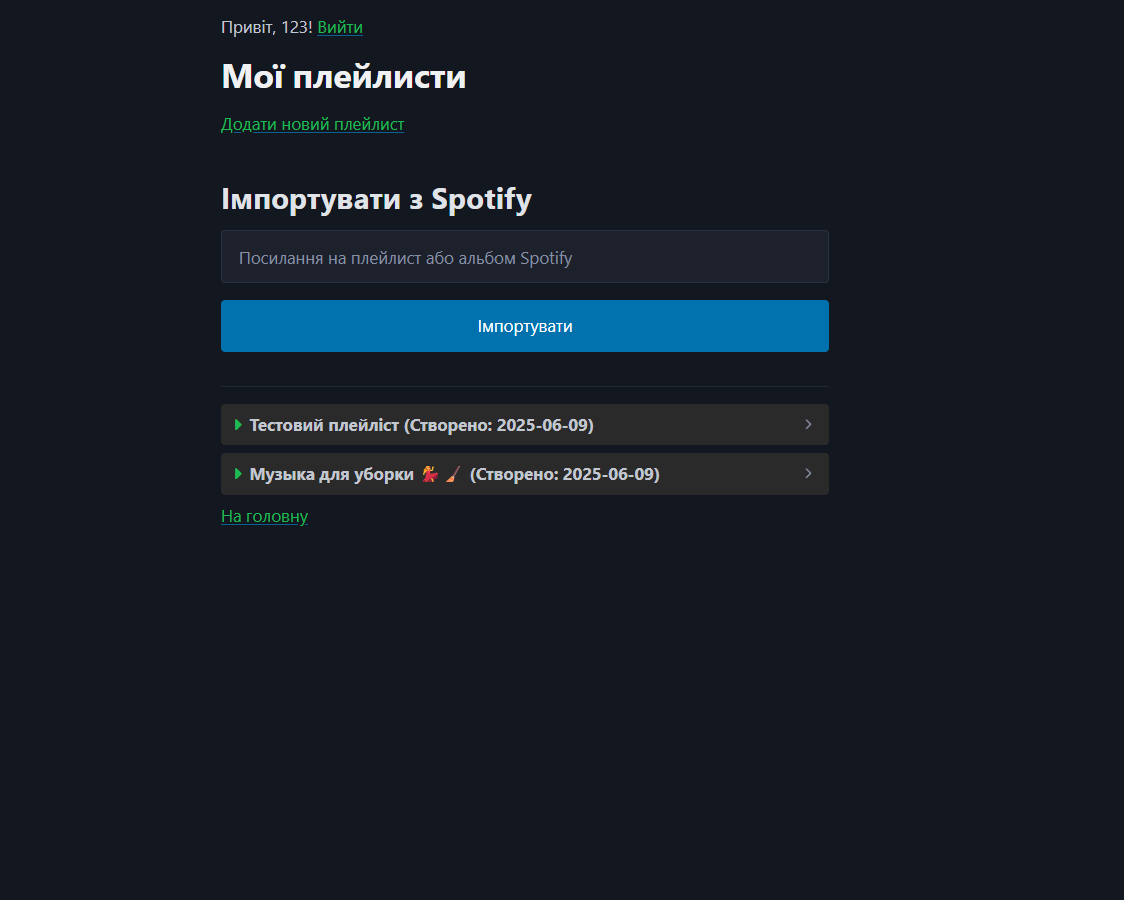 Привіт, 123! Вийти
Мої плейлисти
Додати новий плейлист
Імпортувати з Spotify
Посилання на плейлист або альбом Spotify
Імпортувати
Тестовий плейліст (Створено: 2025-06-09)
Музыка для уборки 💃🧹 (Створено: 2025-06-09)
На головну